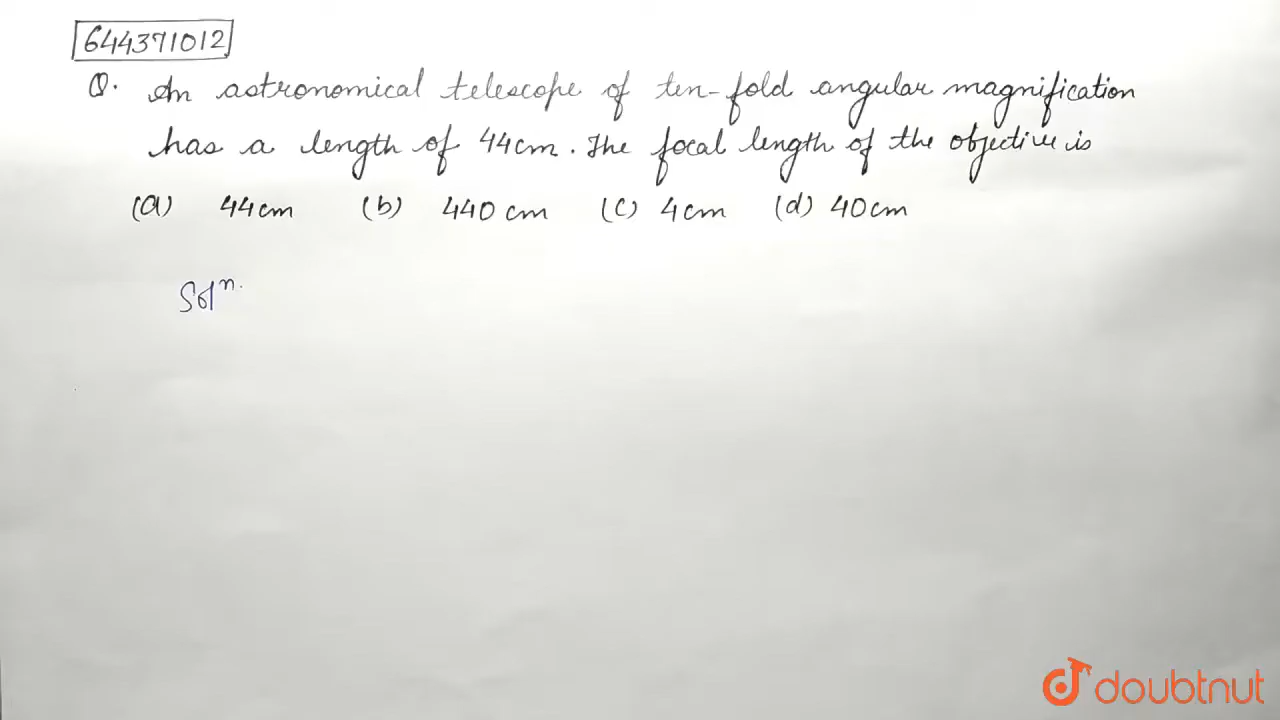 644371012
Q. An astronomical telescope of ten-fold angular magnification
has a length of 44cm. The focal length of the objective is
(a) 44cm (b) 440 cm (c) 4cm (d) 40cm
Solⁿ.
doubtnut